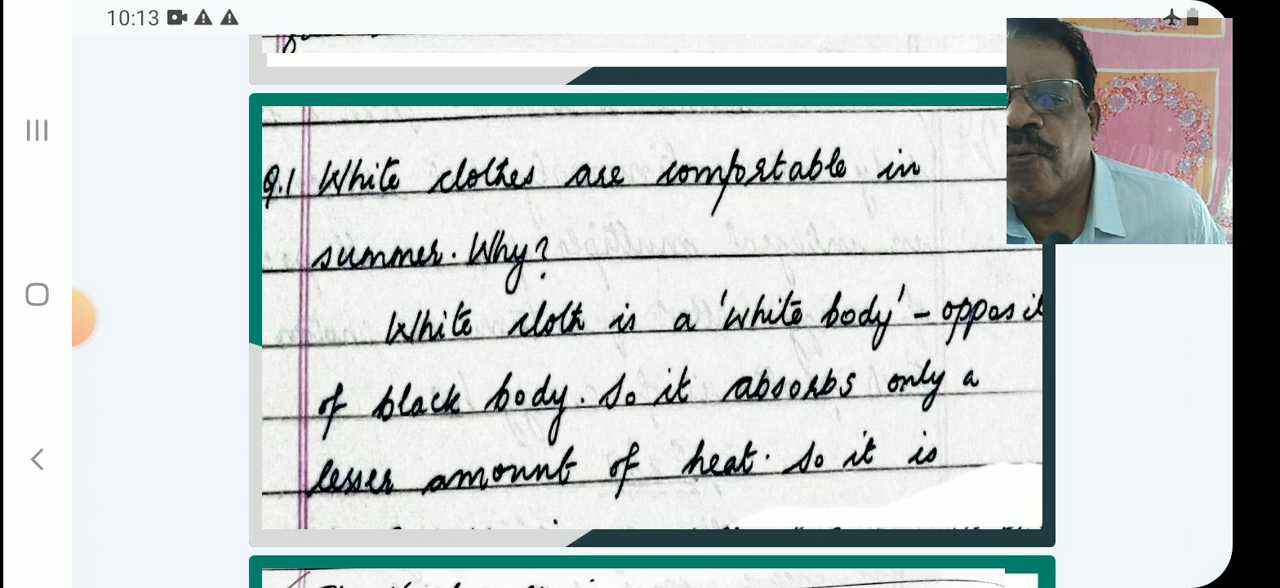 10:13
Q.1 White clothes are comfortable in
summer. Why?
White cloth is a 'white body' - opposit
of black body. So it absorbs only a
lesser amount of heat. So it is